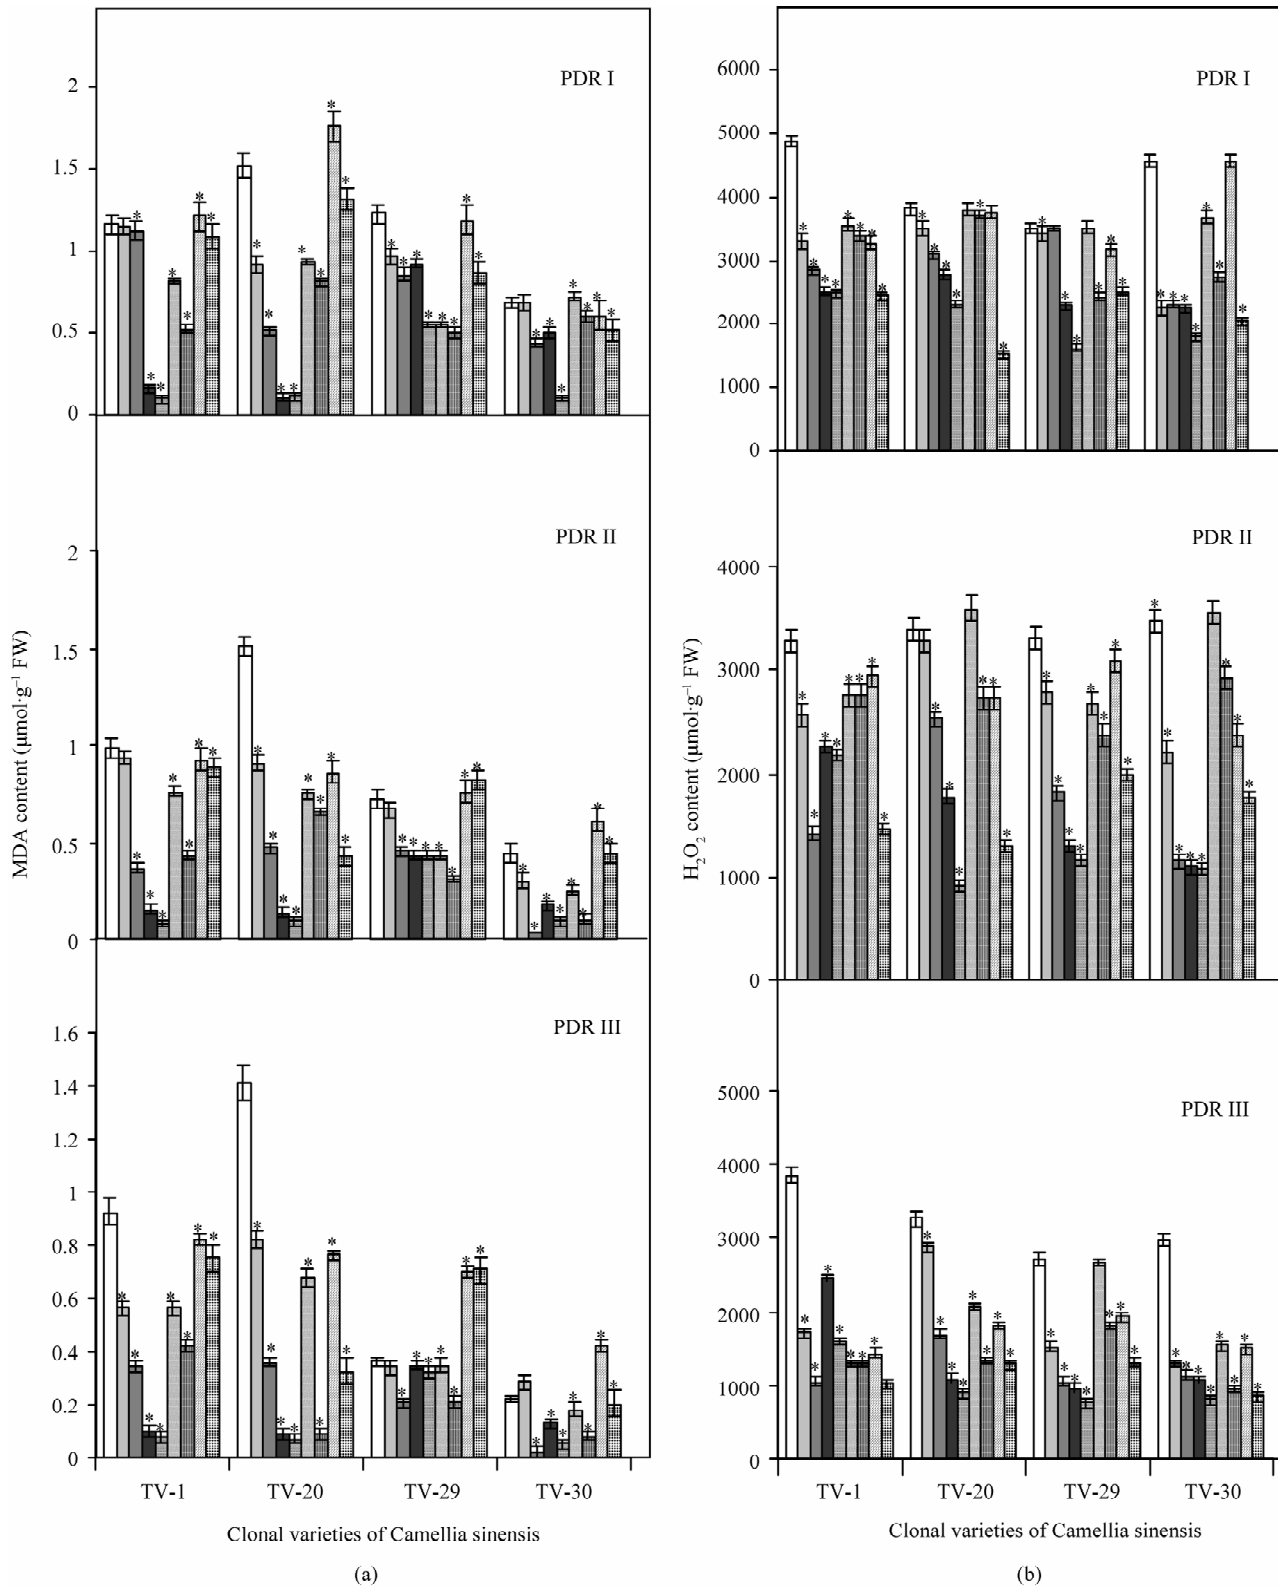 PDR I
2
1.5
1
0.5
0
PDR II
2
1.5
1
0.5
0
MDA content (µmol·g⁻¹ FW)
PDR III
1.6
1.4
1.2
1
0.8
0.6
0.4
0.2
0
TV-1 TV-20 TV-29 TV-30
Clonal varieties of Camellia sinensis
(a)
PDR I
6000
5000
4000
3000
2000
1000
0
PDR II
4000
3000
2000
1000
0
H₂O₂ content (µmol·g⁻¹ FW)
5000
PDR III
4000
3000
2000
1000
0
TV-1 TV-20 TV-29 TV-30
Clonal varieties of Camellia sinensis
(b)